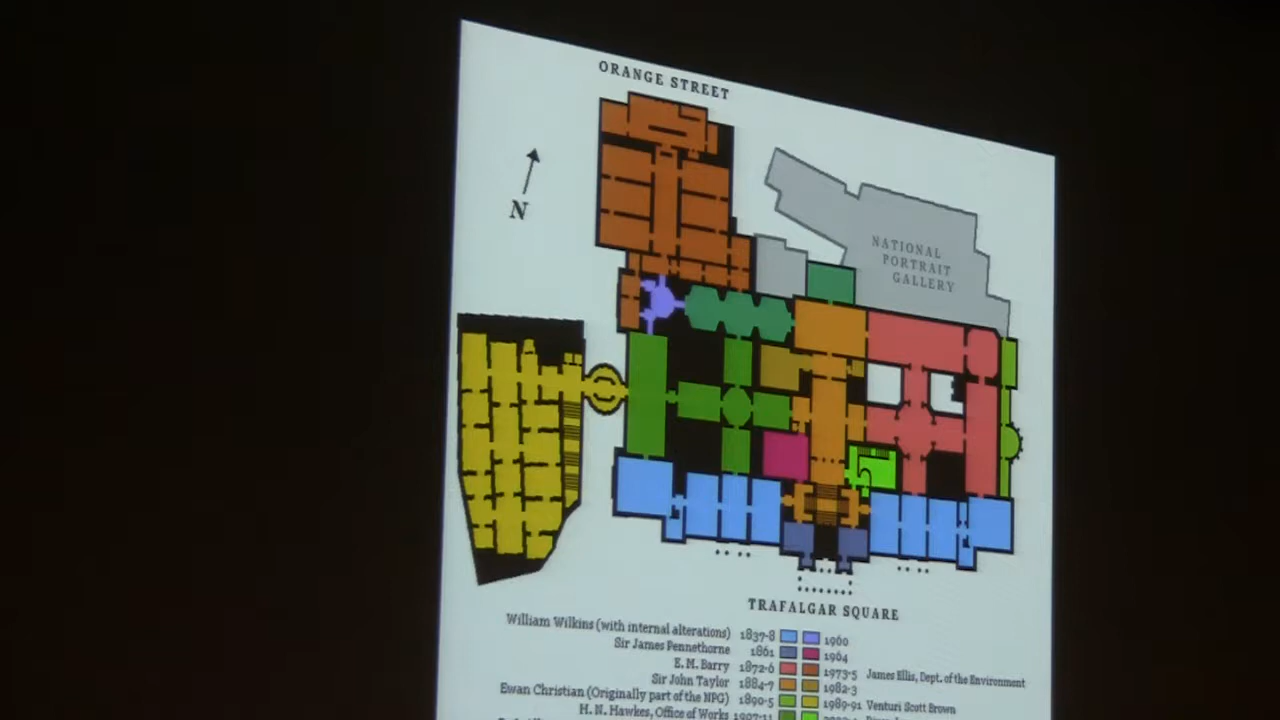 ORANGE STREET
N
NATIONAL
PORTRAIT
GALLERY
TRAFALGAR SQUARE
William Wilkins (with internal alterations) 1837-8 1960
Sir James Pennethorne 1861 1964
E. M. Barry 1872-6 1973-5 James Ellis, Dept. of the Environment
Sir John Taylor 1884-7 1982-3
Ewan Christian (Originally part of the NPG) 1890-5 1989-91 Venturi Scott Brown
H. N. Hawkes, Office of Works 1907-11